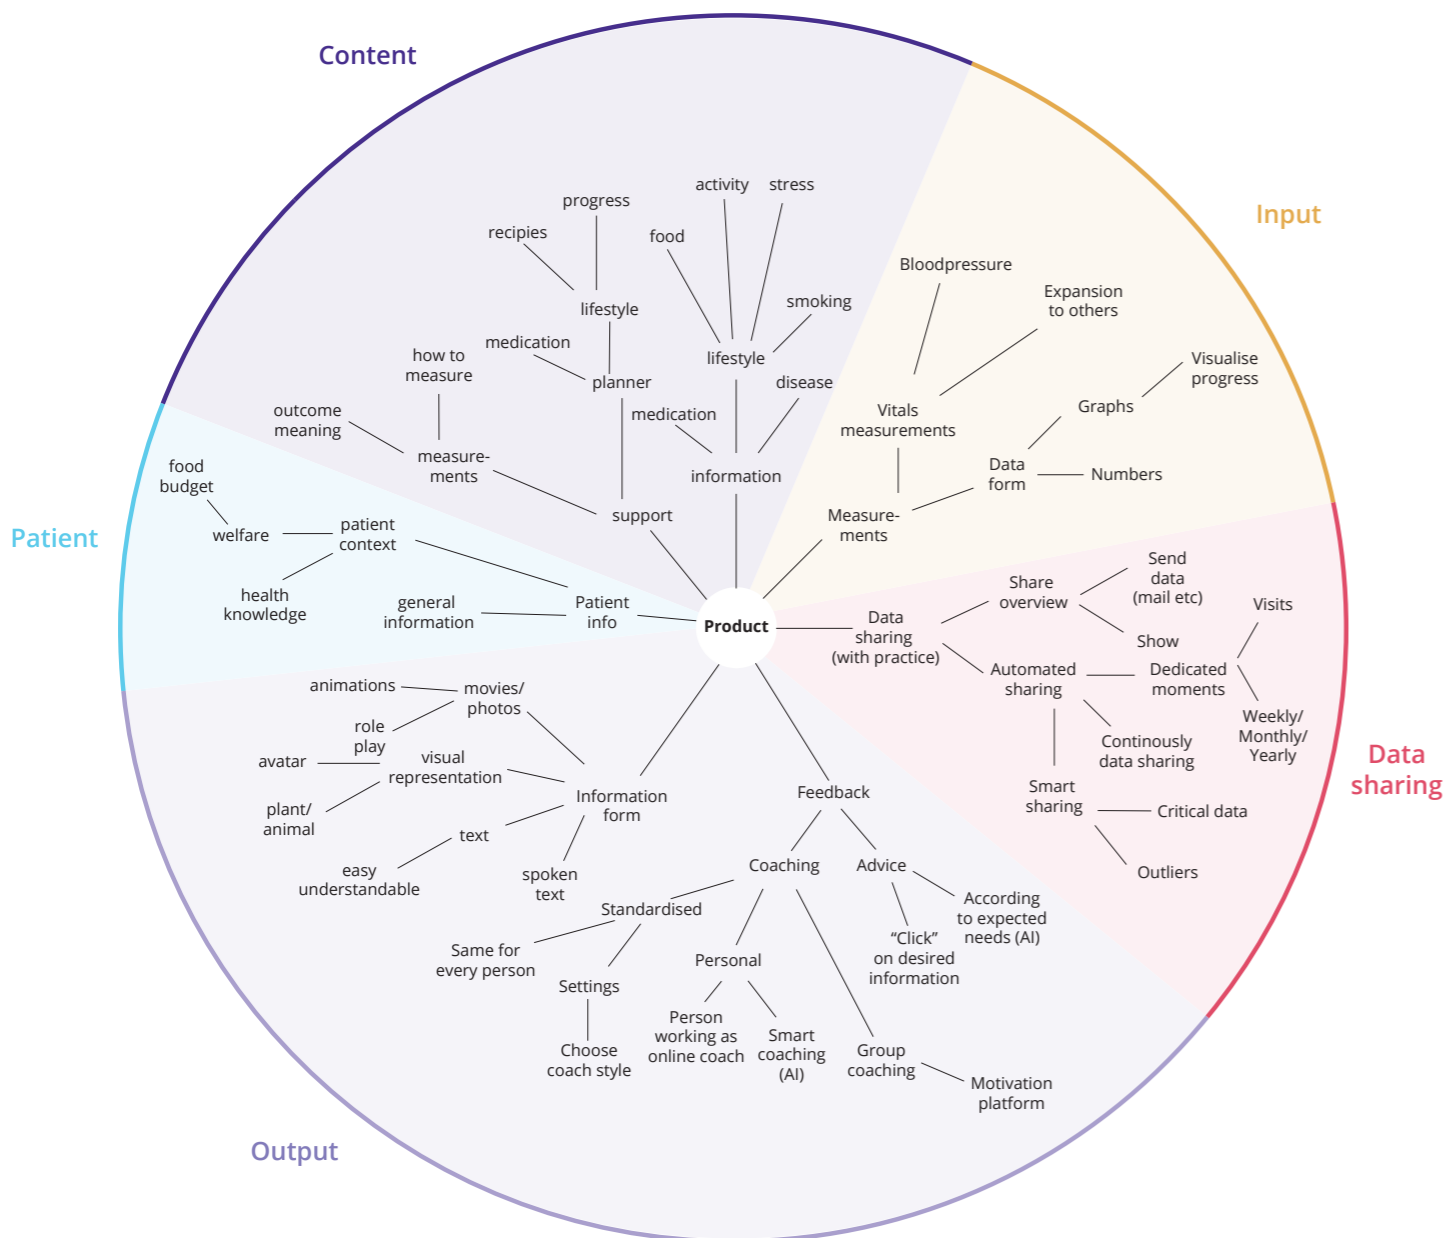 Content
Input
Patient
Data
sharing
Output
Product
progress
recipies
lifestyle
medication
planner
how to
measure
outcome
meaning
measure-
ments
support
activity
stress
food
smoking
lifestyle
disease
medication
information
Bloodpressure
Expansion
to others
Visualise
progress
Vitals
measurements
Graphs
Data
form
Numbers
Measure-
ments
food
budget
welfare
patient
context
health
knowledge
general
information
Patient
info
Data
sharing
(with practice)
Share
overview
Send
data
(mail etc)
Show
Automated
sharing
Dedicated
moments
Visits
Weekly/
Monthly/
Yearly
Continously
data sharing
Smart
sharing
Critical data
Outliers
animations
movies/
photos
role
play
avatar
visual
representation
plant/
animal
Information
form
text
easy
understandable
spoken
text
Feedback
Coaching
Advice
According
to expected
needs (AI)
“Click”
on desired
information
Standardised
Same for
every person
Settings
Choose
coach style
Personal
Person
working as
online coach
Smart
coaching
(AI)
Group
coaching
Motivation
platform